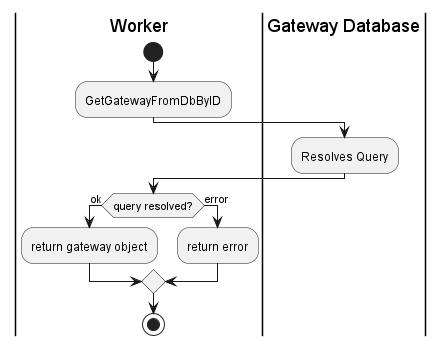 Worker
Gateway Database
GetGatewayFromDbByID
Resolves Query
ok
query resolved?
error
return gateway object
return error